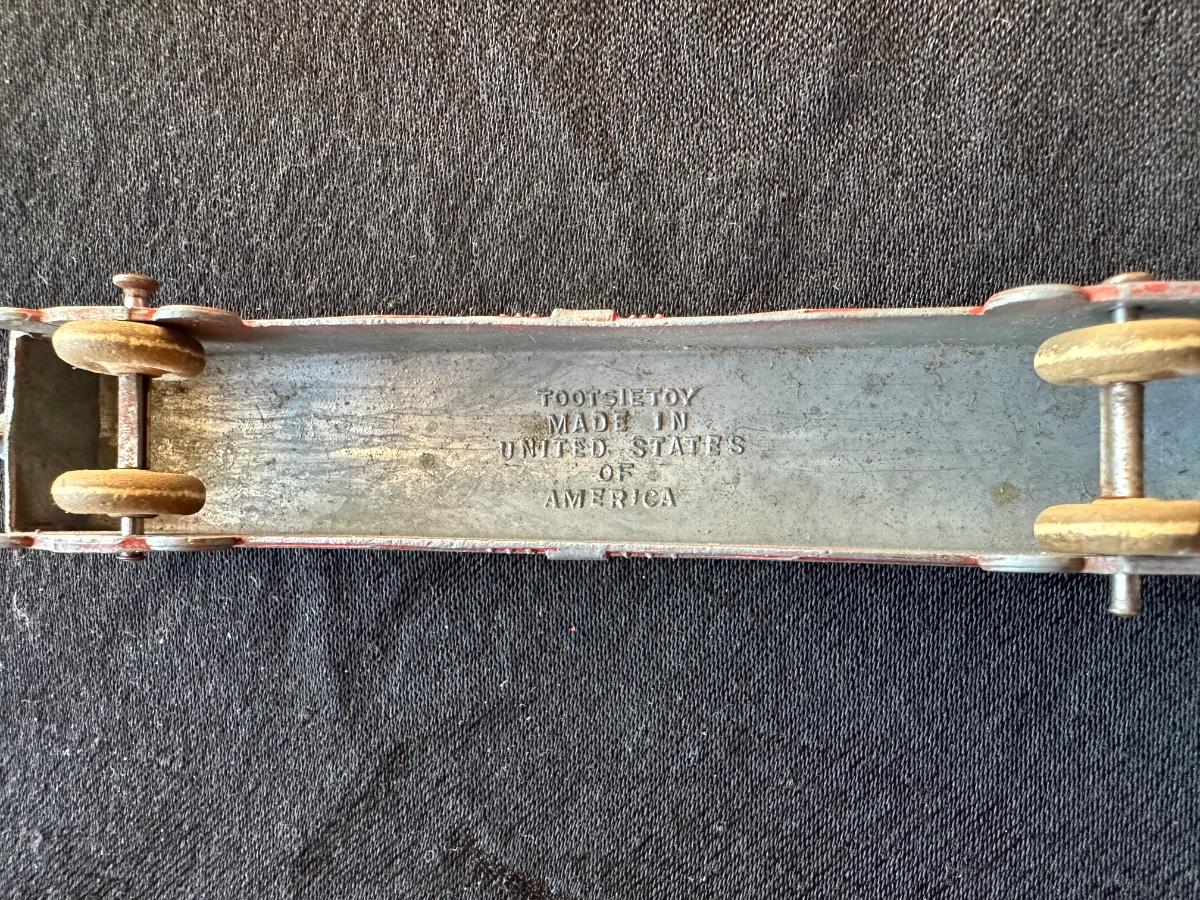 TOOTSIETOY
MADE IN
UNITED STATES
OF
AMERICA